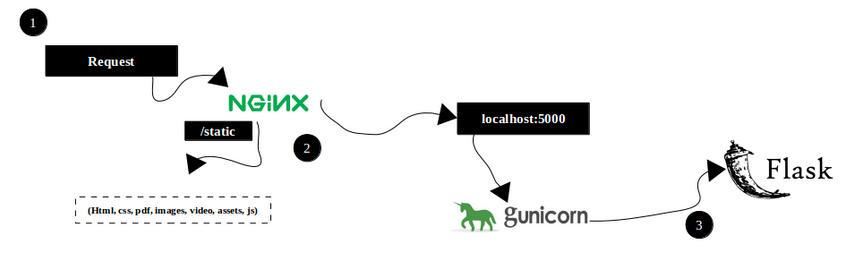 1
Request
NGINX
/static
2
localhost:5000
(Html, css, pdf, images, video, assets, js)
gunicorn
3
Flask